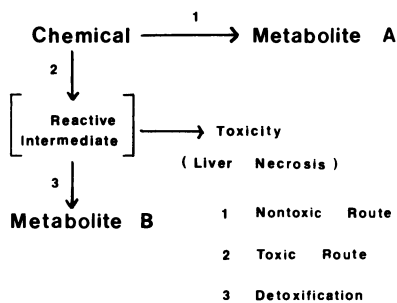 1
Chemical Metabolite A
2
Reactive
Intermediate
Toxicity
( Liver Necrosis )
3
Metabolite B
1 Nontoxic Route
2 Toxic Route
3 Detoxification